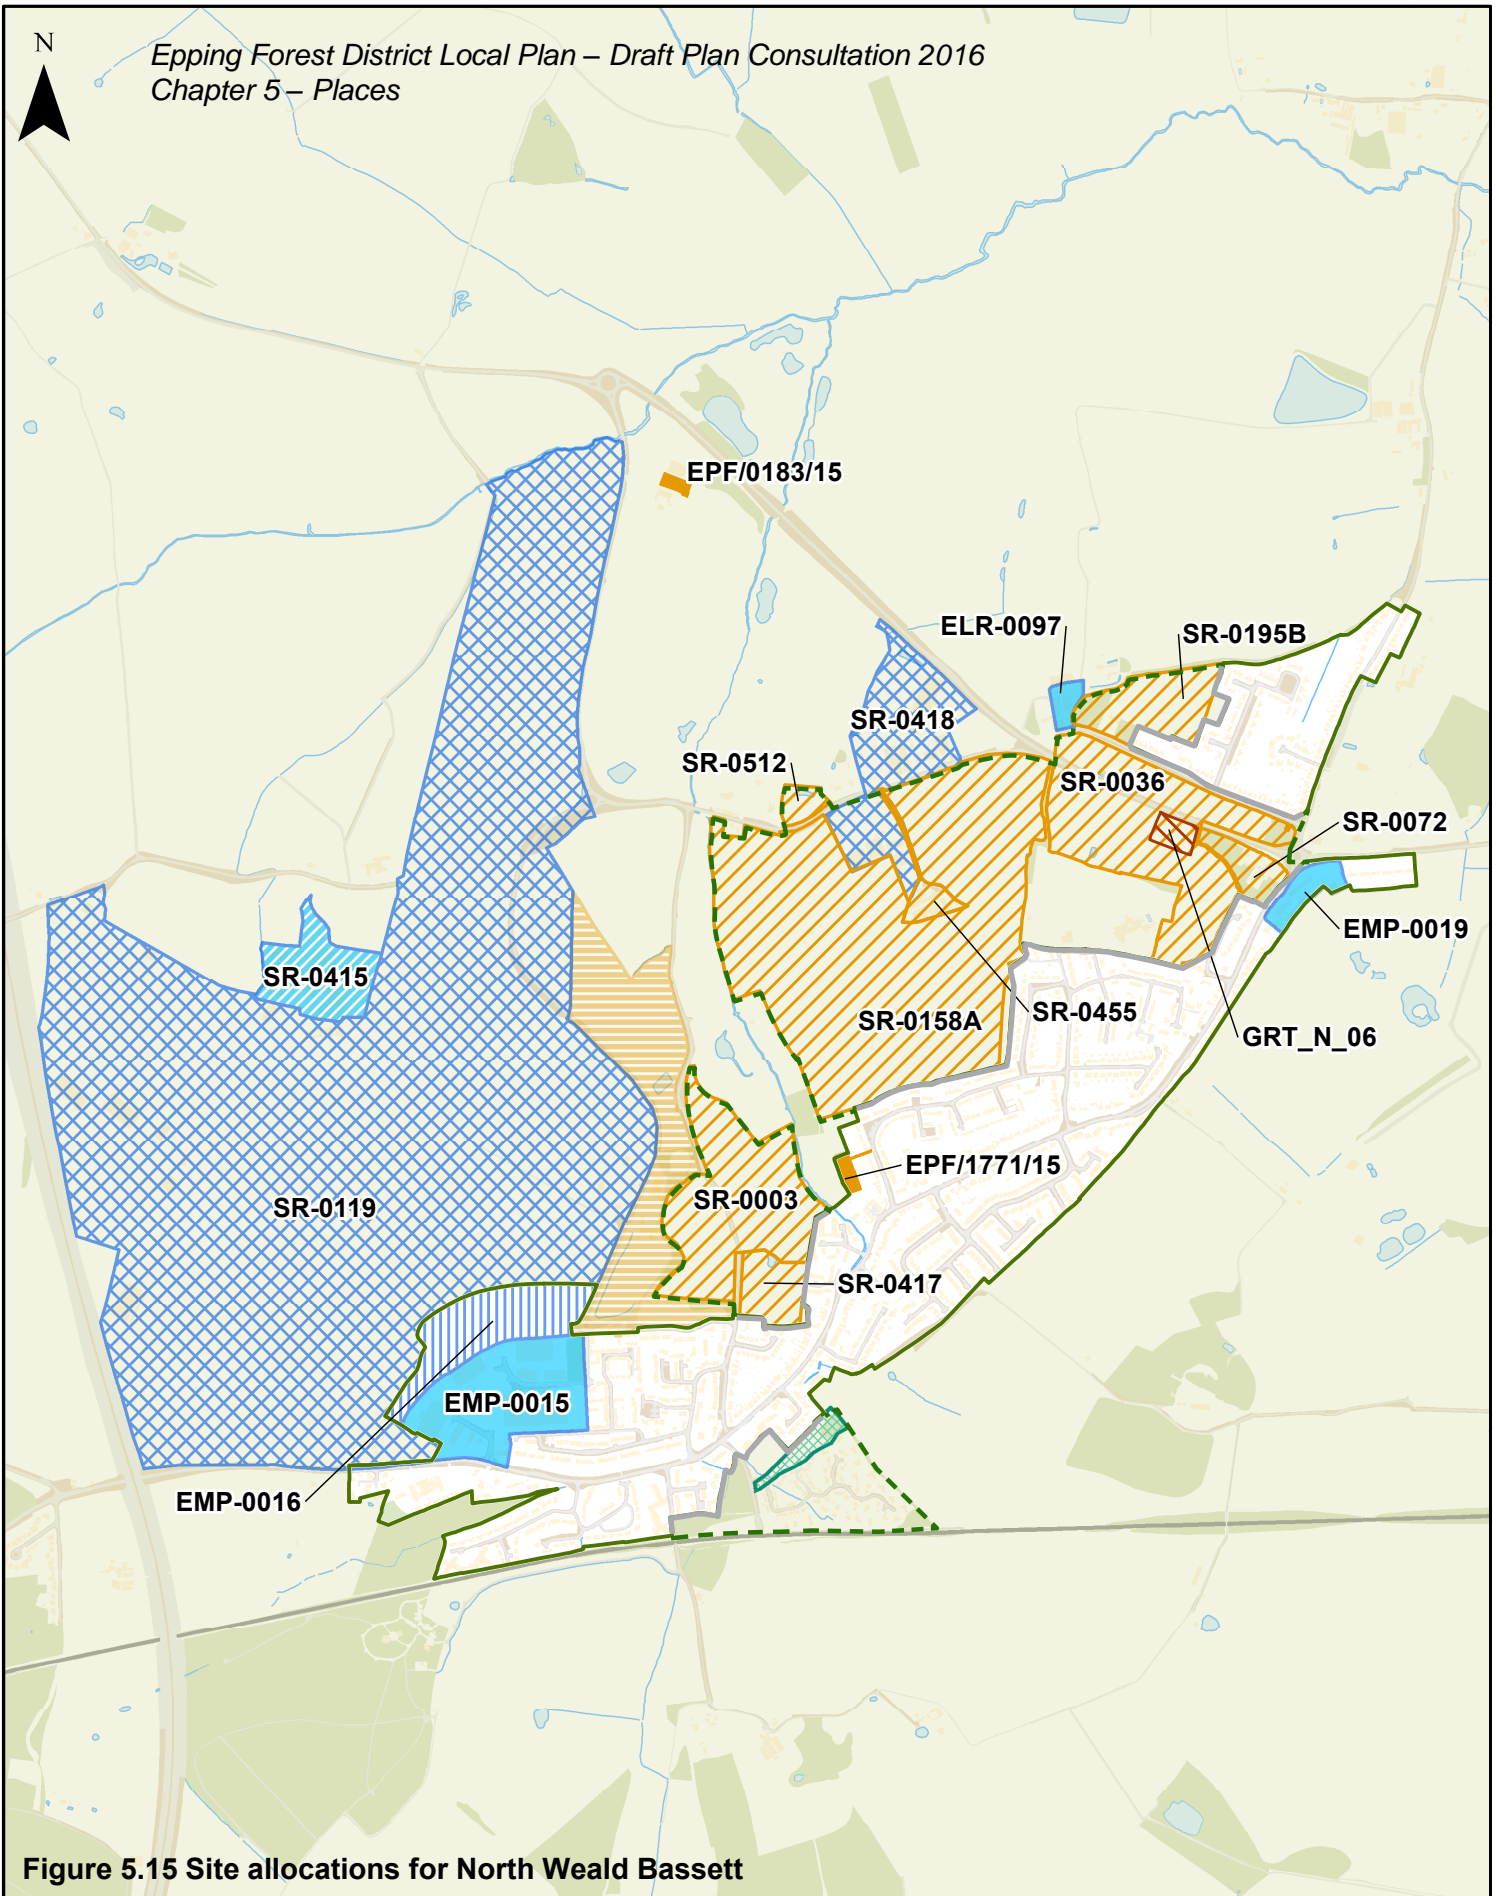 N
Epping Forest District Local Plan – Draft Plan Consultation 2016
Chapter 5 – Places
EPF/0183/15
ELR-0097
SR-0195B
SR-0418
SR-0512
SR-0036
SR-0072
EMP-0019
SR-0415
SR-0158A
SR-0455
GRT_N_06
EPF/1771/15
SR-0003
SR-0119
SR-0417
EMP-0015
EMP-0016
Figure 5.15 Site allocations for North Weald Bassett